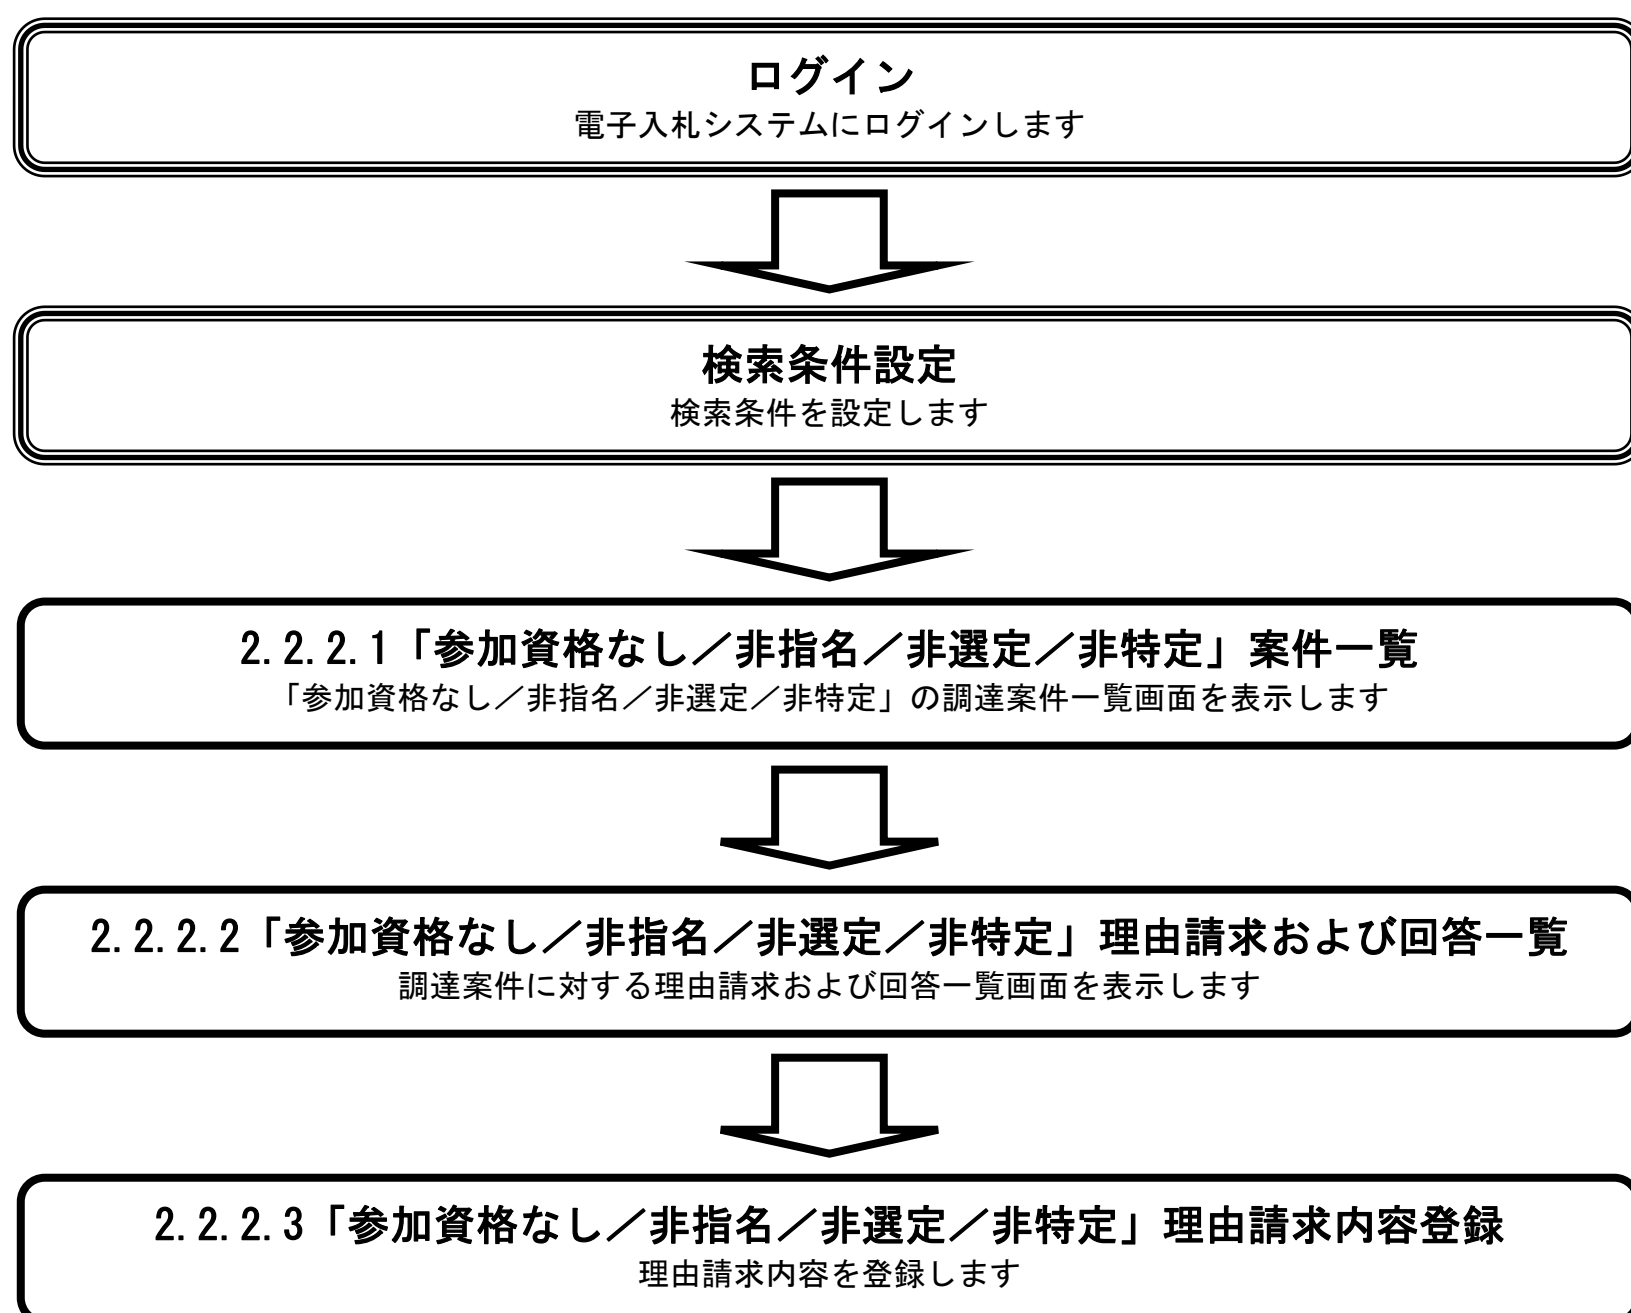 ログイン
電子入札システムにログインします
検索条件設定
検索条件を設定します
2.2.2.1「参加資格なし／非指名／非選定／非特定」案件一覧
「参加資格なし／非指名／非選定／非特定」の調達案件一覧画面を表示します
2.2.2.2「参加資格なし／非指名／非選定／非特定」理由請求および回答一覧
調達案件に対する理由請求および回答一覧画面を表示します
2.2.2.3「参加資格なし／非指名／非選定／非特定」理由請求内容登録
理由請求内容を登録します